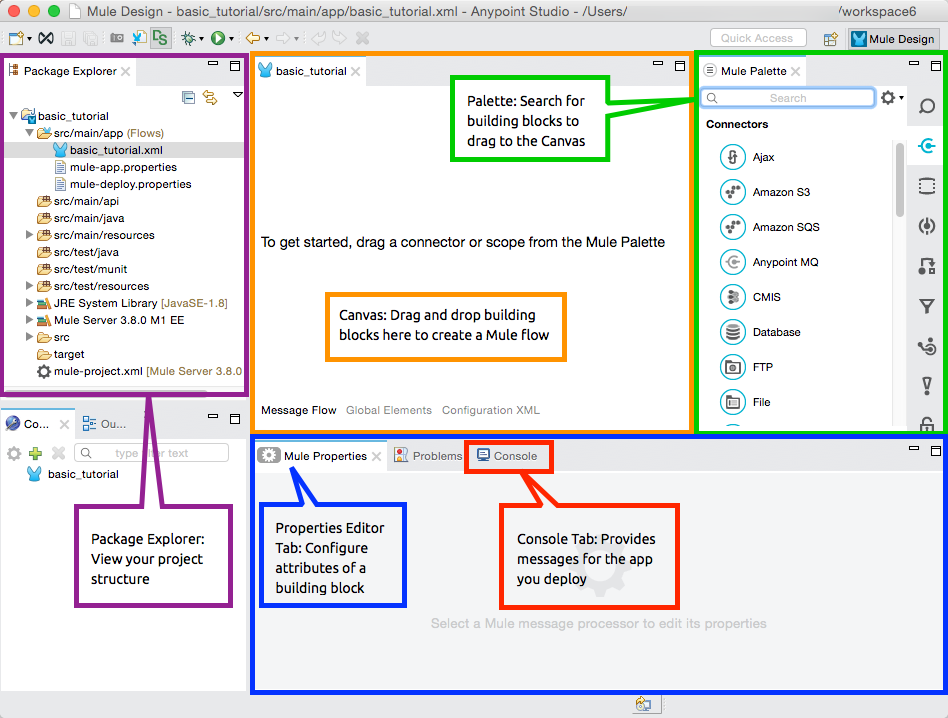 Mule Design - basic_tutorial/src/main/app/basic_tutorial.xml - Anypoint Studio - /Users/ /workspace6
Quick Access
Mule Design
Package Explorer
basic_tutorial
src/main/app (Flows)
basic_tutorial.xml
mule-app.properties
mule-deploy.properties
src/main/api
src/main/java
src/main/resources
src/test/java
src/test/munit
src/test/resources
JRE System Library [JavaSE-1.8]
Mule Server 3.8.0 M1 EE
src
target
mule-project.xml [Mule Server 3.8.0
basic_tutorial
Palette: Search for
building blocks to
drag to the Canvas
To get started, drag a connector or scope from the Mule Palette
Canvas: Drag and drop building
blocks here to create a Mule flow
Message Flow Global Elements Configuration XML
Mule Palette
Search
Connectors
Ajax
Amazon S3
Amazon SQS
Anypoint MQ
CMIS
Database
FTP
File
Co...
Ou...
type filter text
basic_tutorial
Package Explorer:
View your project
structure
Mule Properties
Problems
Console
Properties Editor
Tab: Configure
attributes of a
building block
Console Tab: Provides
messages for the app
you deploy
Select a Mule message processor to edit its properties